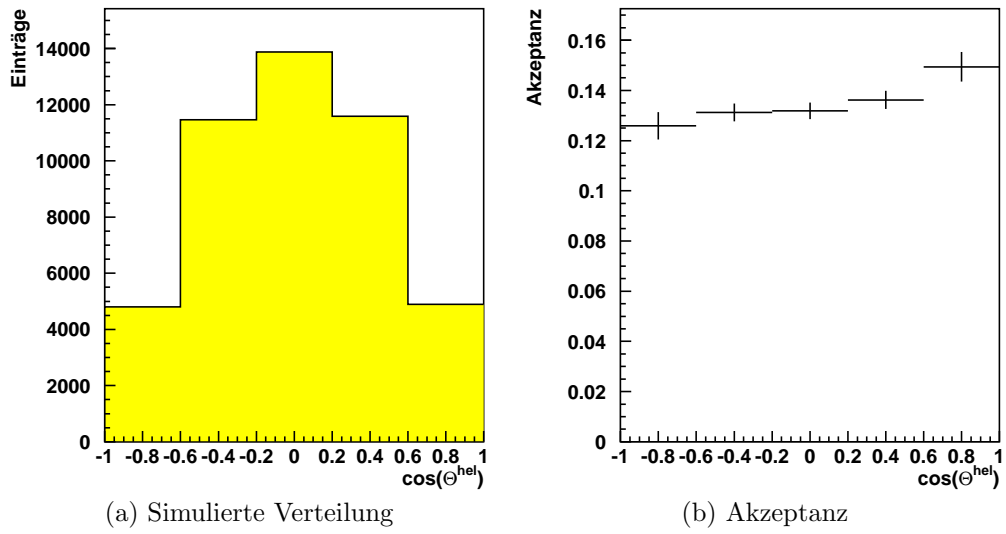 Einträge
14000
12000
10000
8000
6000
4000
2000
0
-1 -0.8 -0.6 -0.4 -0.2 0 0.2 0.4 0.6 0.8 1
cos(Θ^hel)
(a) Simulierte Verteilung
Akzeptanz
0.16
0.14
0.12
0.1
0.08
0.06
0.04
0.02
0
-1 -0.8 -0.6 -0.4 -0.2 0 0.2 0.4 0.6 0.8 1
cos(Θ^hel)
(b) Akzeptanz